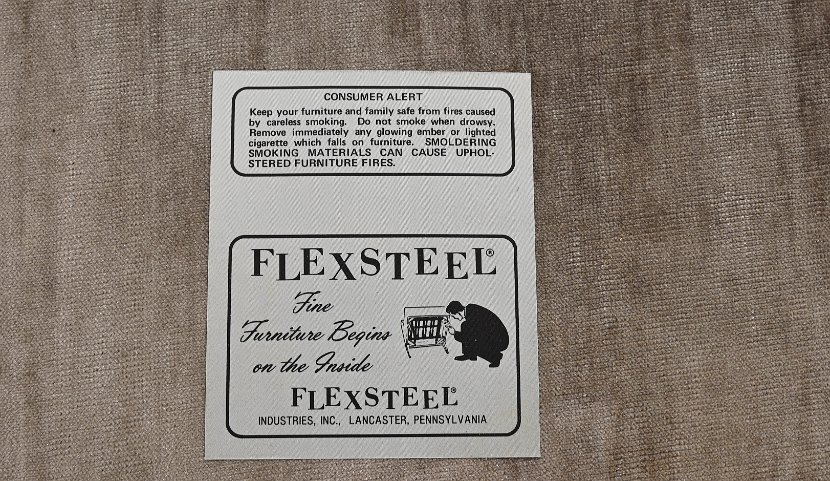 CONSUMER ALERT
Keep your furniture and family safe from fires caused
by careless smoking. Do not smoke when drowsy.
Remove immediately any glowing ember or lighted
cigarette which falls on furniture. SMOLDERING
SMOKING MATERIALS CAN CAUSE UPHOL-
STERED FURNITURE FIRES.
FLEXSTEEL®
Fine
Furniture Begins
on the Inside
FLEXSTEEL®
INDUSTRIES, INC., LANCASTER, PENNSYLVANIA